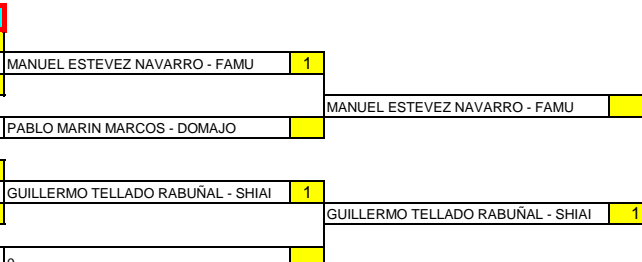 MANUEL ESTEVEZ NAVARRO - FAMU 1
MANUEL ESTEVEZ NAVARRO - FAMU
PABLO MARIN MARCOS - DOMAJO
GUILLERMO TELLADO RABUÑAL - SHIAI 1
GUILLERMO TELLADO RABUÑAL - SHIAI 1